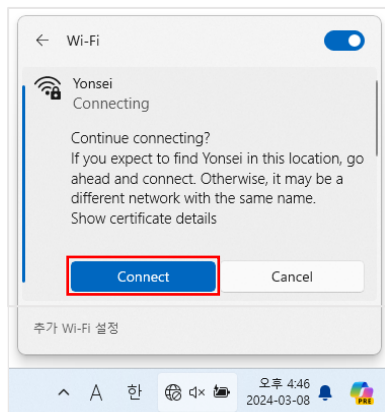 Wi-Fi
Yonsei
Connecting
Continue connecting?
If you expect to find Yonsei in this location, go
ahead and connect. Otherwise, it may be a
different network with the same name.
Show certificate details
Connect Cancel
추가 Wi-Fi 설정
A 한 오후 4:46
2024-03-08
PRE